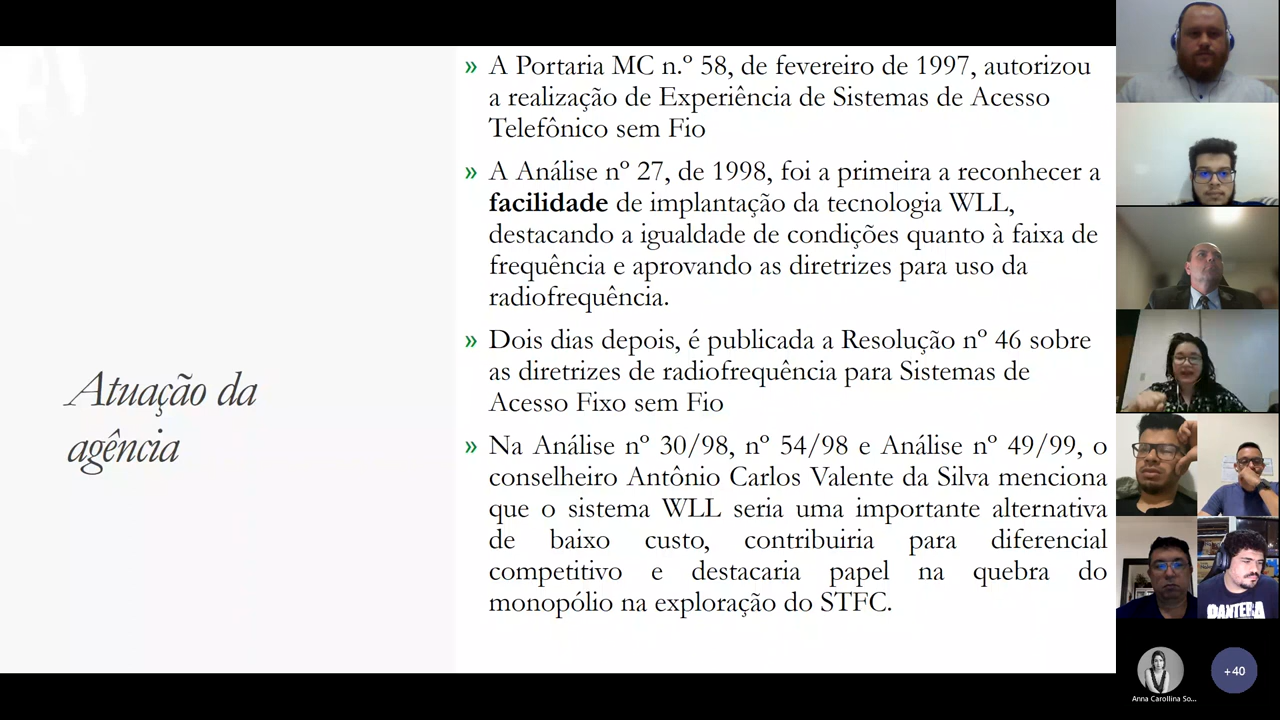 Atuação da
agência
» A Portaria MC n.º 58, de fevereiro de 1997, autorizou
a realização de Experiência de Sistemas de Acesso
Telefônico sem Fio
» A Análise nº 27, de 1998, foi a primeira a reconhecer a
facilidade de implantação da tecnologia WLL,
destacando a igualdade de condições quanto à faixa de
frequência e aprovando as diretrizes para uso da
radiofrequência.
» Dois dias depois, é publicada a Resolução nº 46 sobre
as diretrizes de radiofrequência para Sistemas de
Acesso Fixo sem Fio
» Na Análise nº 30/98, nº 54/98 e Análise nº 49/99, o
conselheiro Antônio Carlos Valente da Silva menciona
que o sistema WLL seria uma importante alternativa
de baixo custo, contribuiria para diferencial
competitivo e destacaria papel na quebra do
monopólio na exploração do STFC.
PANTERA
Anna Carollina So...
+40